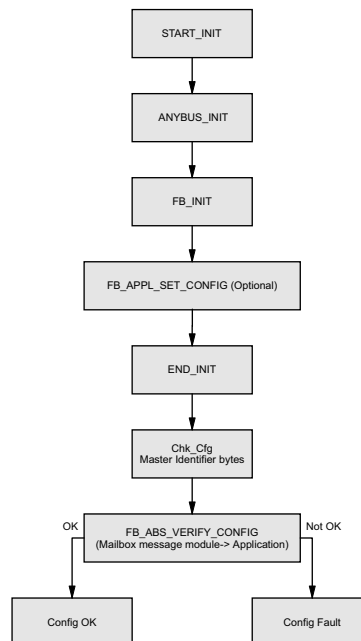 START_INIT
ANYBUS_INIT
FB_INIT
FB_APPL_SET_CONFIG (Optional)
END_INIT
Chk_Cfg
Master Identifier bytes
OK
FB_ABS_VERIFY_CONFIG
(Mailbox message module-> Application)
Not OK
Config OK
Config Fault